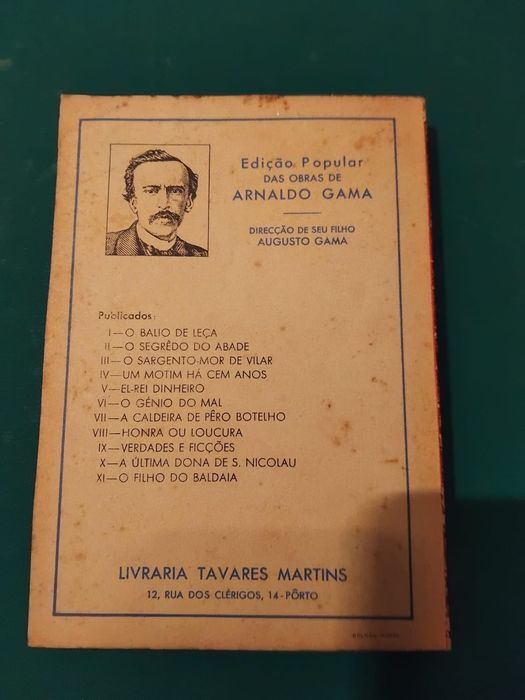 Edição Popular
DAS OBRAS DE
ARNALDO GAMA
DIRECÇÃO DE SEU FILHO
AUGUSTO GAMA
Publicados:
I—O BALIO DE LEÇA
II—O SEGRÊDO DO ABADE
III—O SARGENTO-MOR DE VILAR
IV—UM MOTIM HÁ CEM ANOS
V—EL-REI DINHEIRO
VI—O GÉNIO DO MAL
VII—A CALDEIRA DE PÊRO BOTELHO
VIII—HONRA OU LOUCURA
IX—VERDADES E FICÇÕES
X—A ÚLTIMA DONA DE S. NICOLAU
XI—O FILHO DO BALDAIA
LIVRARIA TAVARES MARTINS
12, RUA DOS CLÉRIGOS, 14-PÔRTO